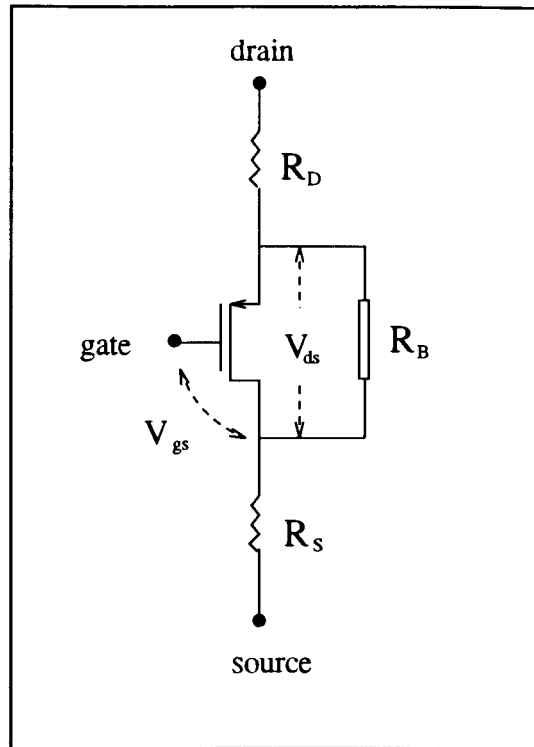 drain
R_D
gate
V_ds
R_B
V_gs
R_S
source